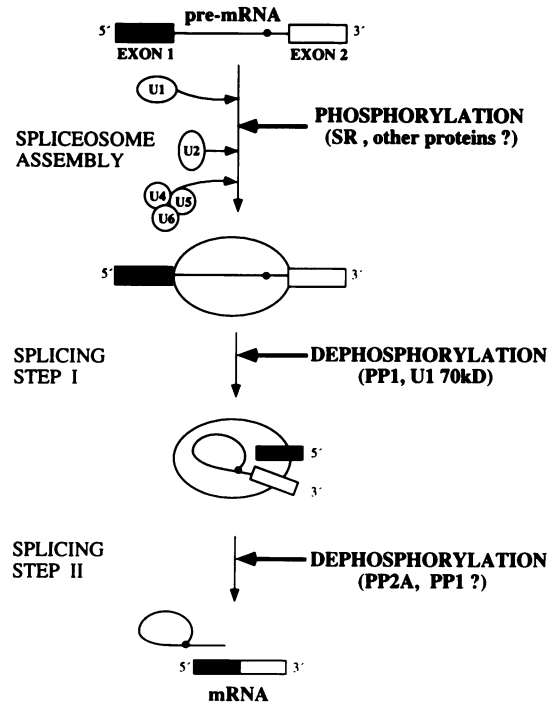 pre-mRNA
5´ 3´
EXON 1 EXON 2
U1
PHOSPHORYLATION
(SR , other proteins ?)
SPLICEOSOME
ASSEMBLY
U2
U4
U5
U6
5´ 3´
SPLICING
STEP I
DEPHOSPHORYLATION
(PP1, U1 70kD)
5´
3´
SPLICING
STEP II
DEPHOSPHORYLATION
(PP2A, PP1 ?)
5´ 3´
mRNA